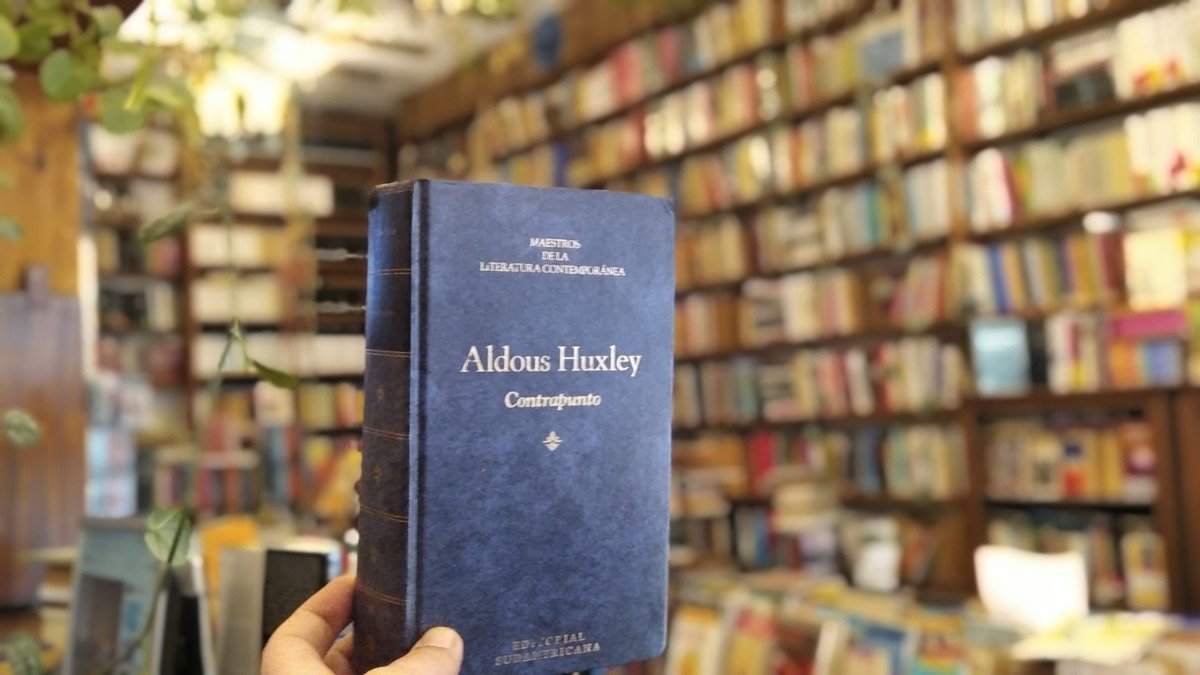 MAESTROS
DE LA
LITERATURA CONTEMPORÁNEA
Aldous Huxley
Contrapunto
EDITORIAL
SUDAMERICANA